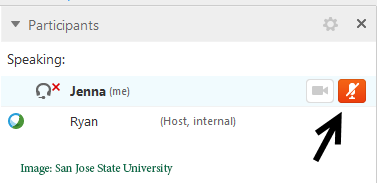 Participants
Speaking:
Jenna (me)
Ryan (Host, internal)
Image: San Jose State University